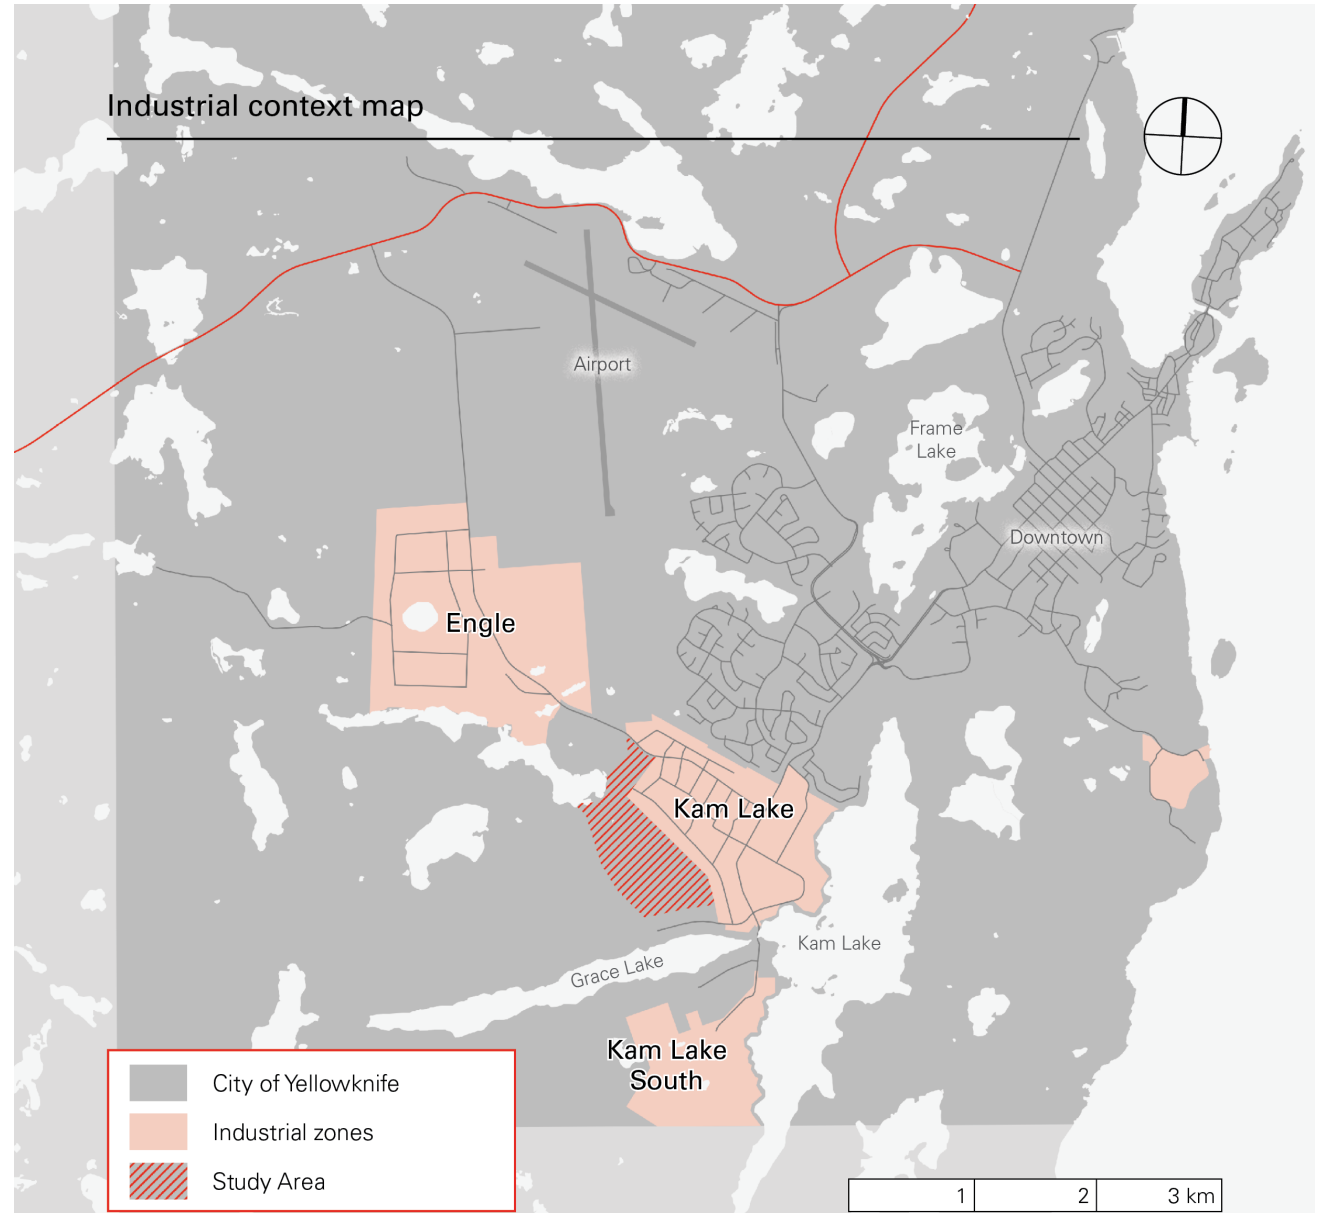 Industrial context map
Airport
Frame
Lake
Downtown
Engle
Kam Lake
Kam Lake
Grace Lake
Kam Lake
South
City of Yellowknife
Industrial zones
Study Area
1
2
3 km